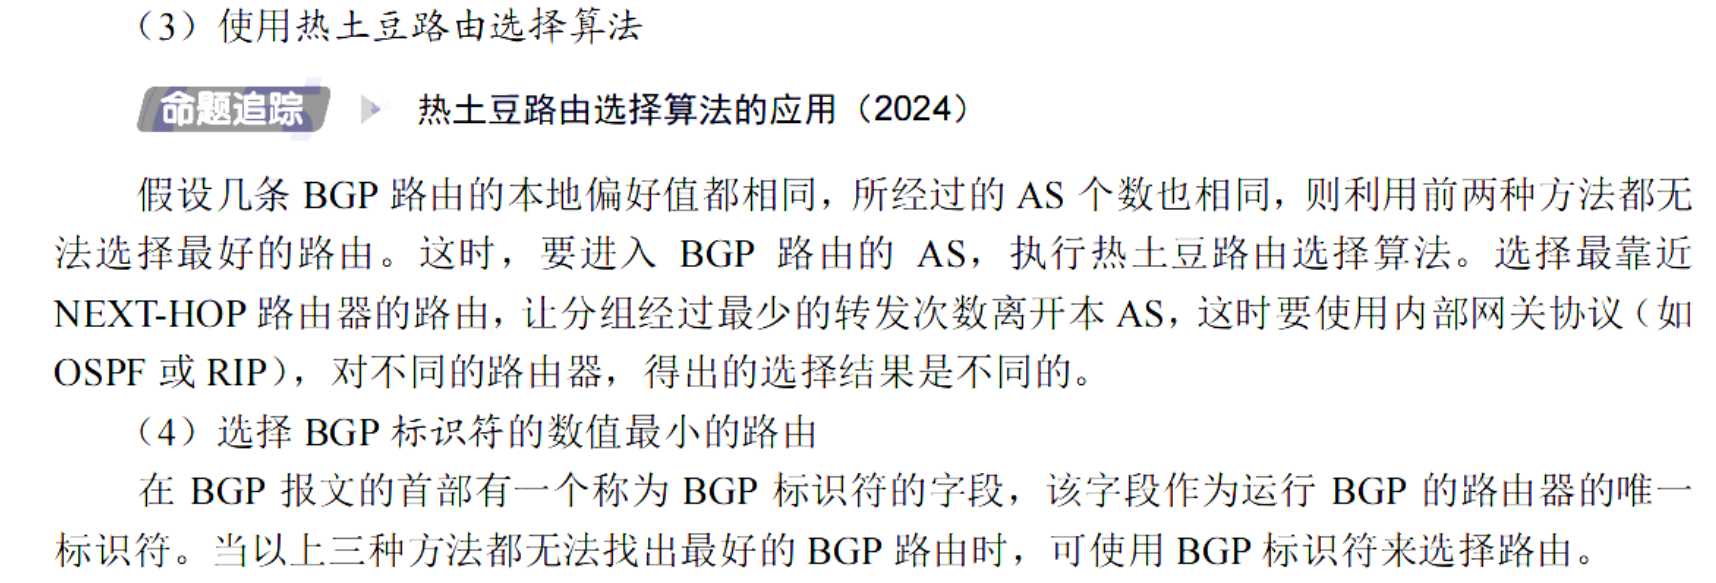 （3）使用热土豆路由选择算法
命题追踪 热土豆路由选择算法的应用（2024）
假设几条 BGP 路由的本地偏好值都相同，所经过的 AS 个数也相同，则利用前两种方法都无
法选择最好的路由。这时，要进入 BGP 路由的 AS，执行热土豆路由选择算法。选择最靠近
NEXT-HOP 路由器的路由，让分组经过最少的转发次数离开本 AS，这时要使用内部网关协议（如
OSPF 或 RIP），对不同的路由器，得出的选择结果是不同的。
（4）选择 BGP 标识符的数值最小的路由
在 BGP 报文的首部有一个称为 BGP 标识符的字段，该字段作为运行 BGP 的路由器的唯一
标识符。当以上三种方法都无法找出最好的 BGP 路由时，可使用 BGP 标识符来选择路由。